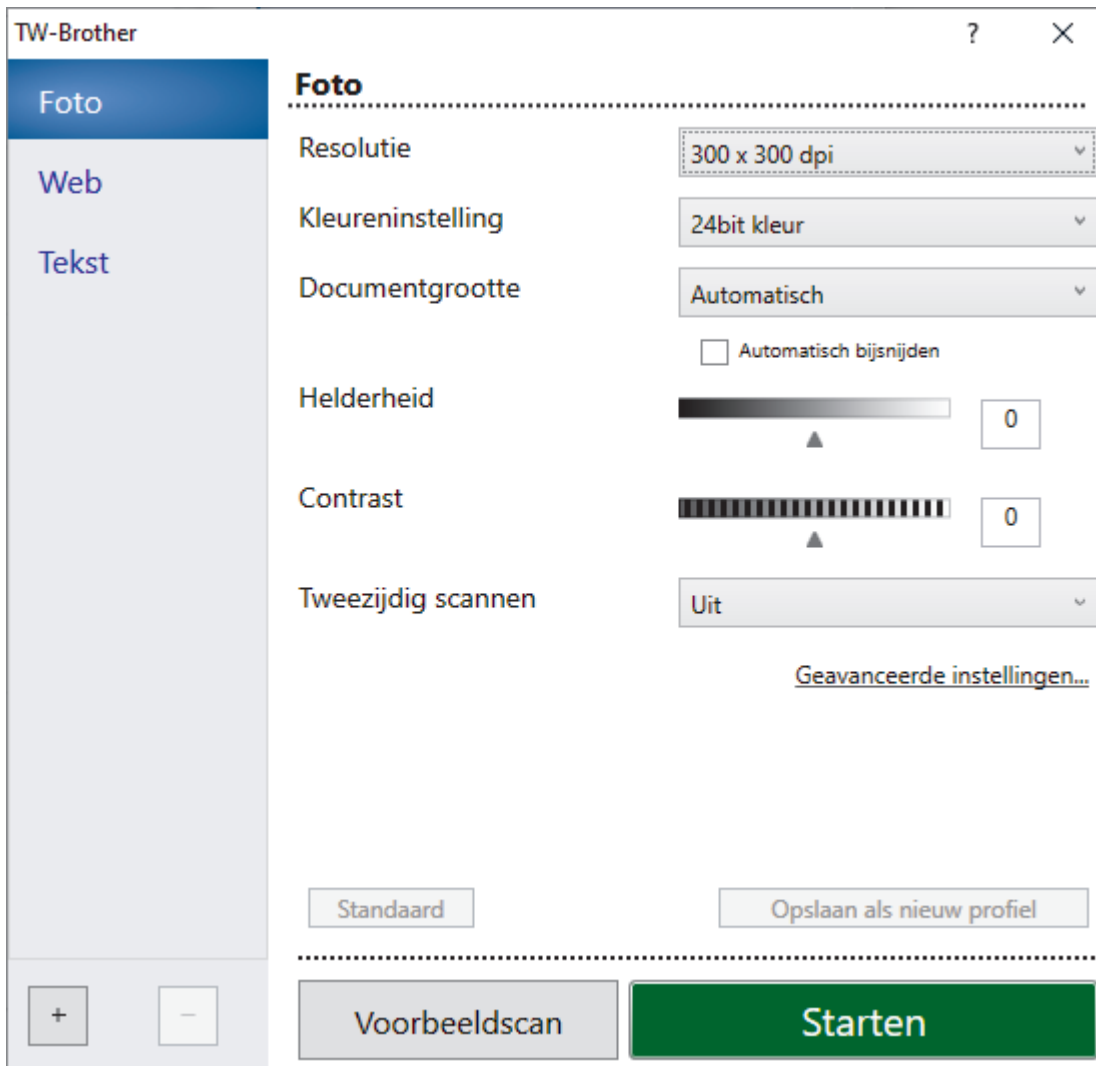 TW-Brother
?
Foto
Web
Tekst
Foto
Resolutie
300 x 300 dpi
Kleureninstelling
24bit kleur
Documentgrootte
Automatisch
Automatisch bijsnijden
Helderheid
0
Contrast
0
Tweezijdig scannen
Uit
Geavanceerde instellingen...
Standaard
Opslaan als nieuw profiel
+
−
Voorbeeldscan
Starten